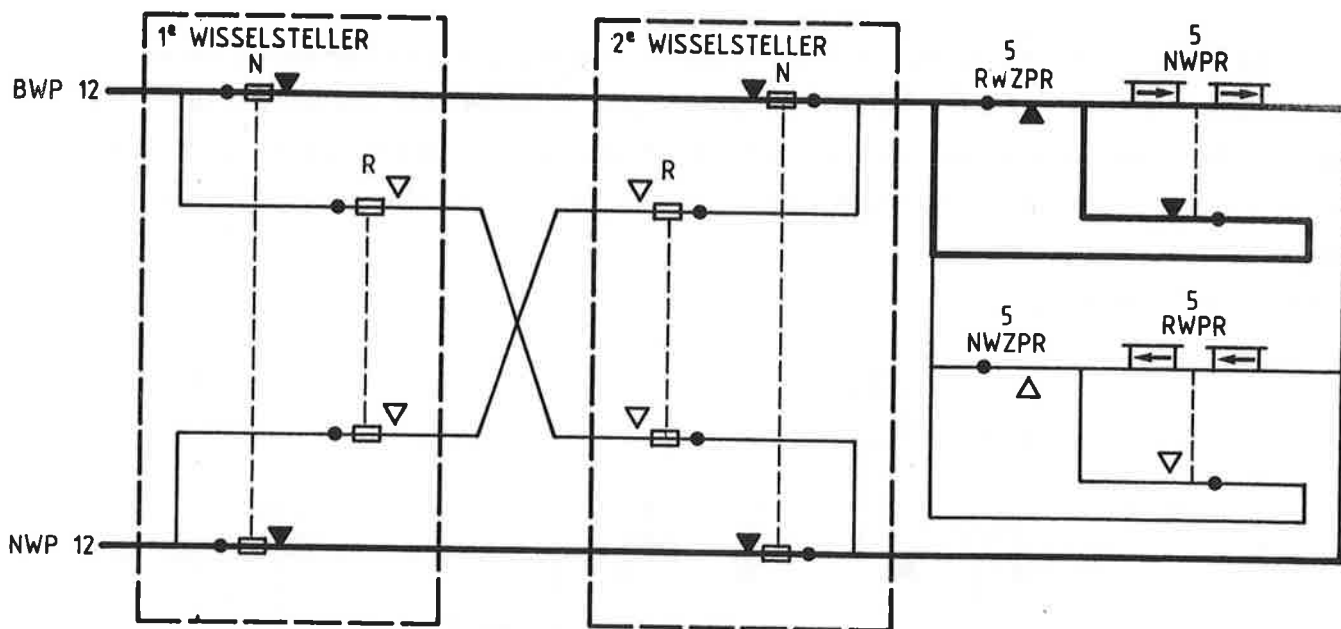 1e WISSELSTELLER
N
2e WISSELSTELLER
N
5
RWZPR
5
NWPR
BWP 12
R
R
5
NWZPR
5
RWPR
NWP 12